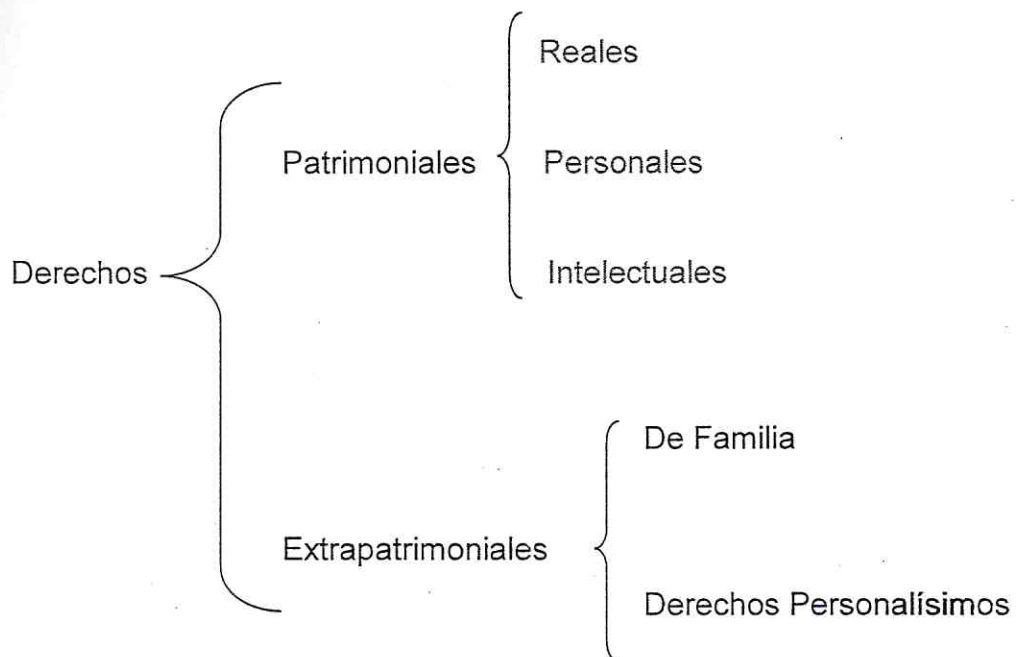 Reales
Patrimoniales
Personales
Derechos
Intelectuales
De Familia
Extrapatrimoniales
Derechos Personalísimos